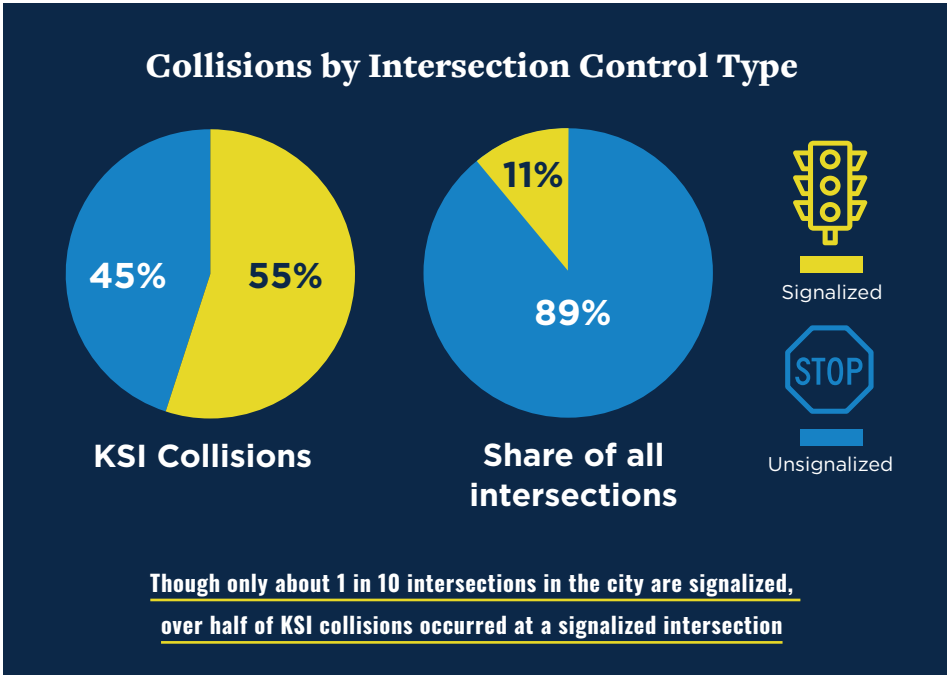 Collisions by Intersection Control Type
45%
55%
KSI Collisions
11%
89%
Share of all
intersections
Signalized
STOP
Unsignalized
Though only about 1 in 10 intersections in the city are signalized,
over half of KSI collisions occurred at a signalized intersection